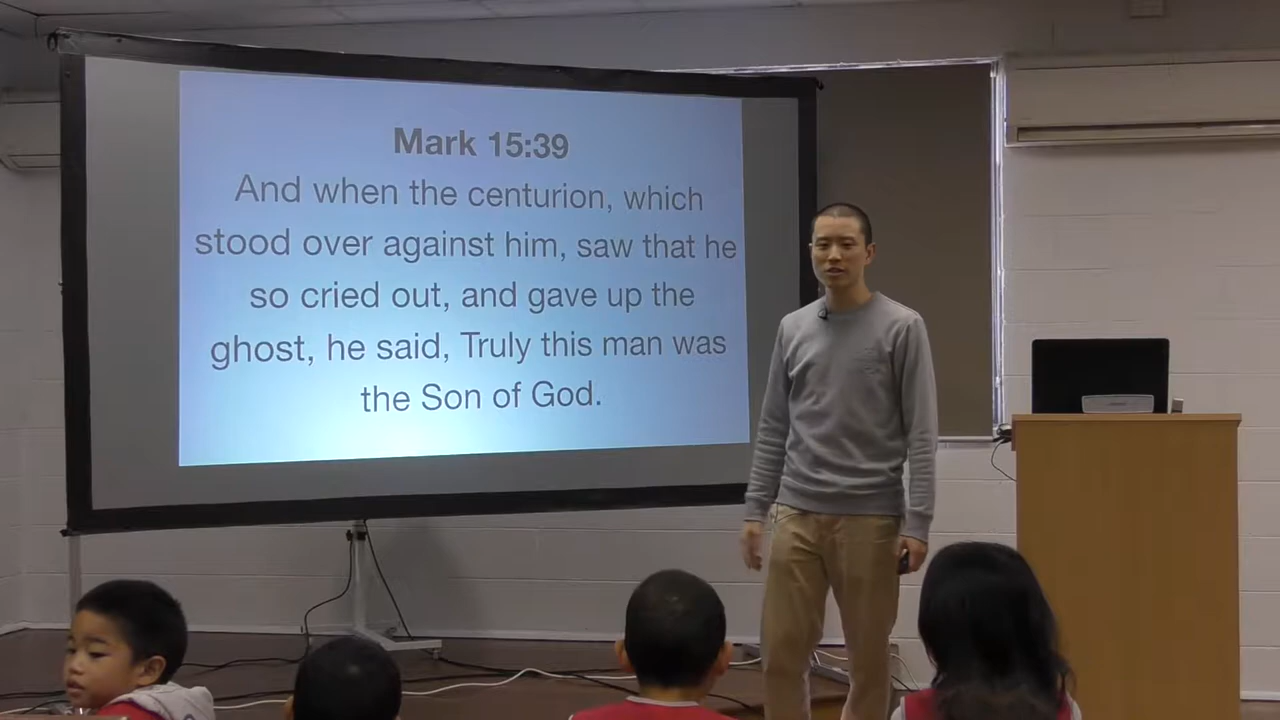 Mark 15:39
And when the centurion, which
stood over against him, saw that he
so cried out, and gave up the
ghost, he said, Truly this man was
the Son of God.